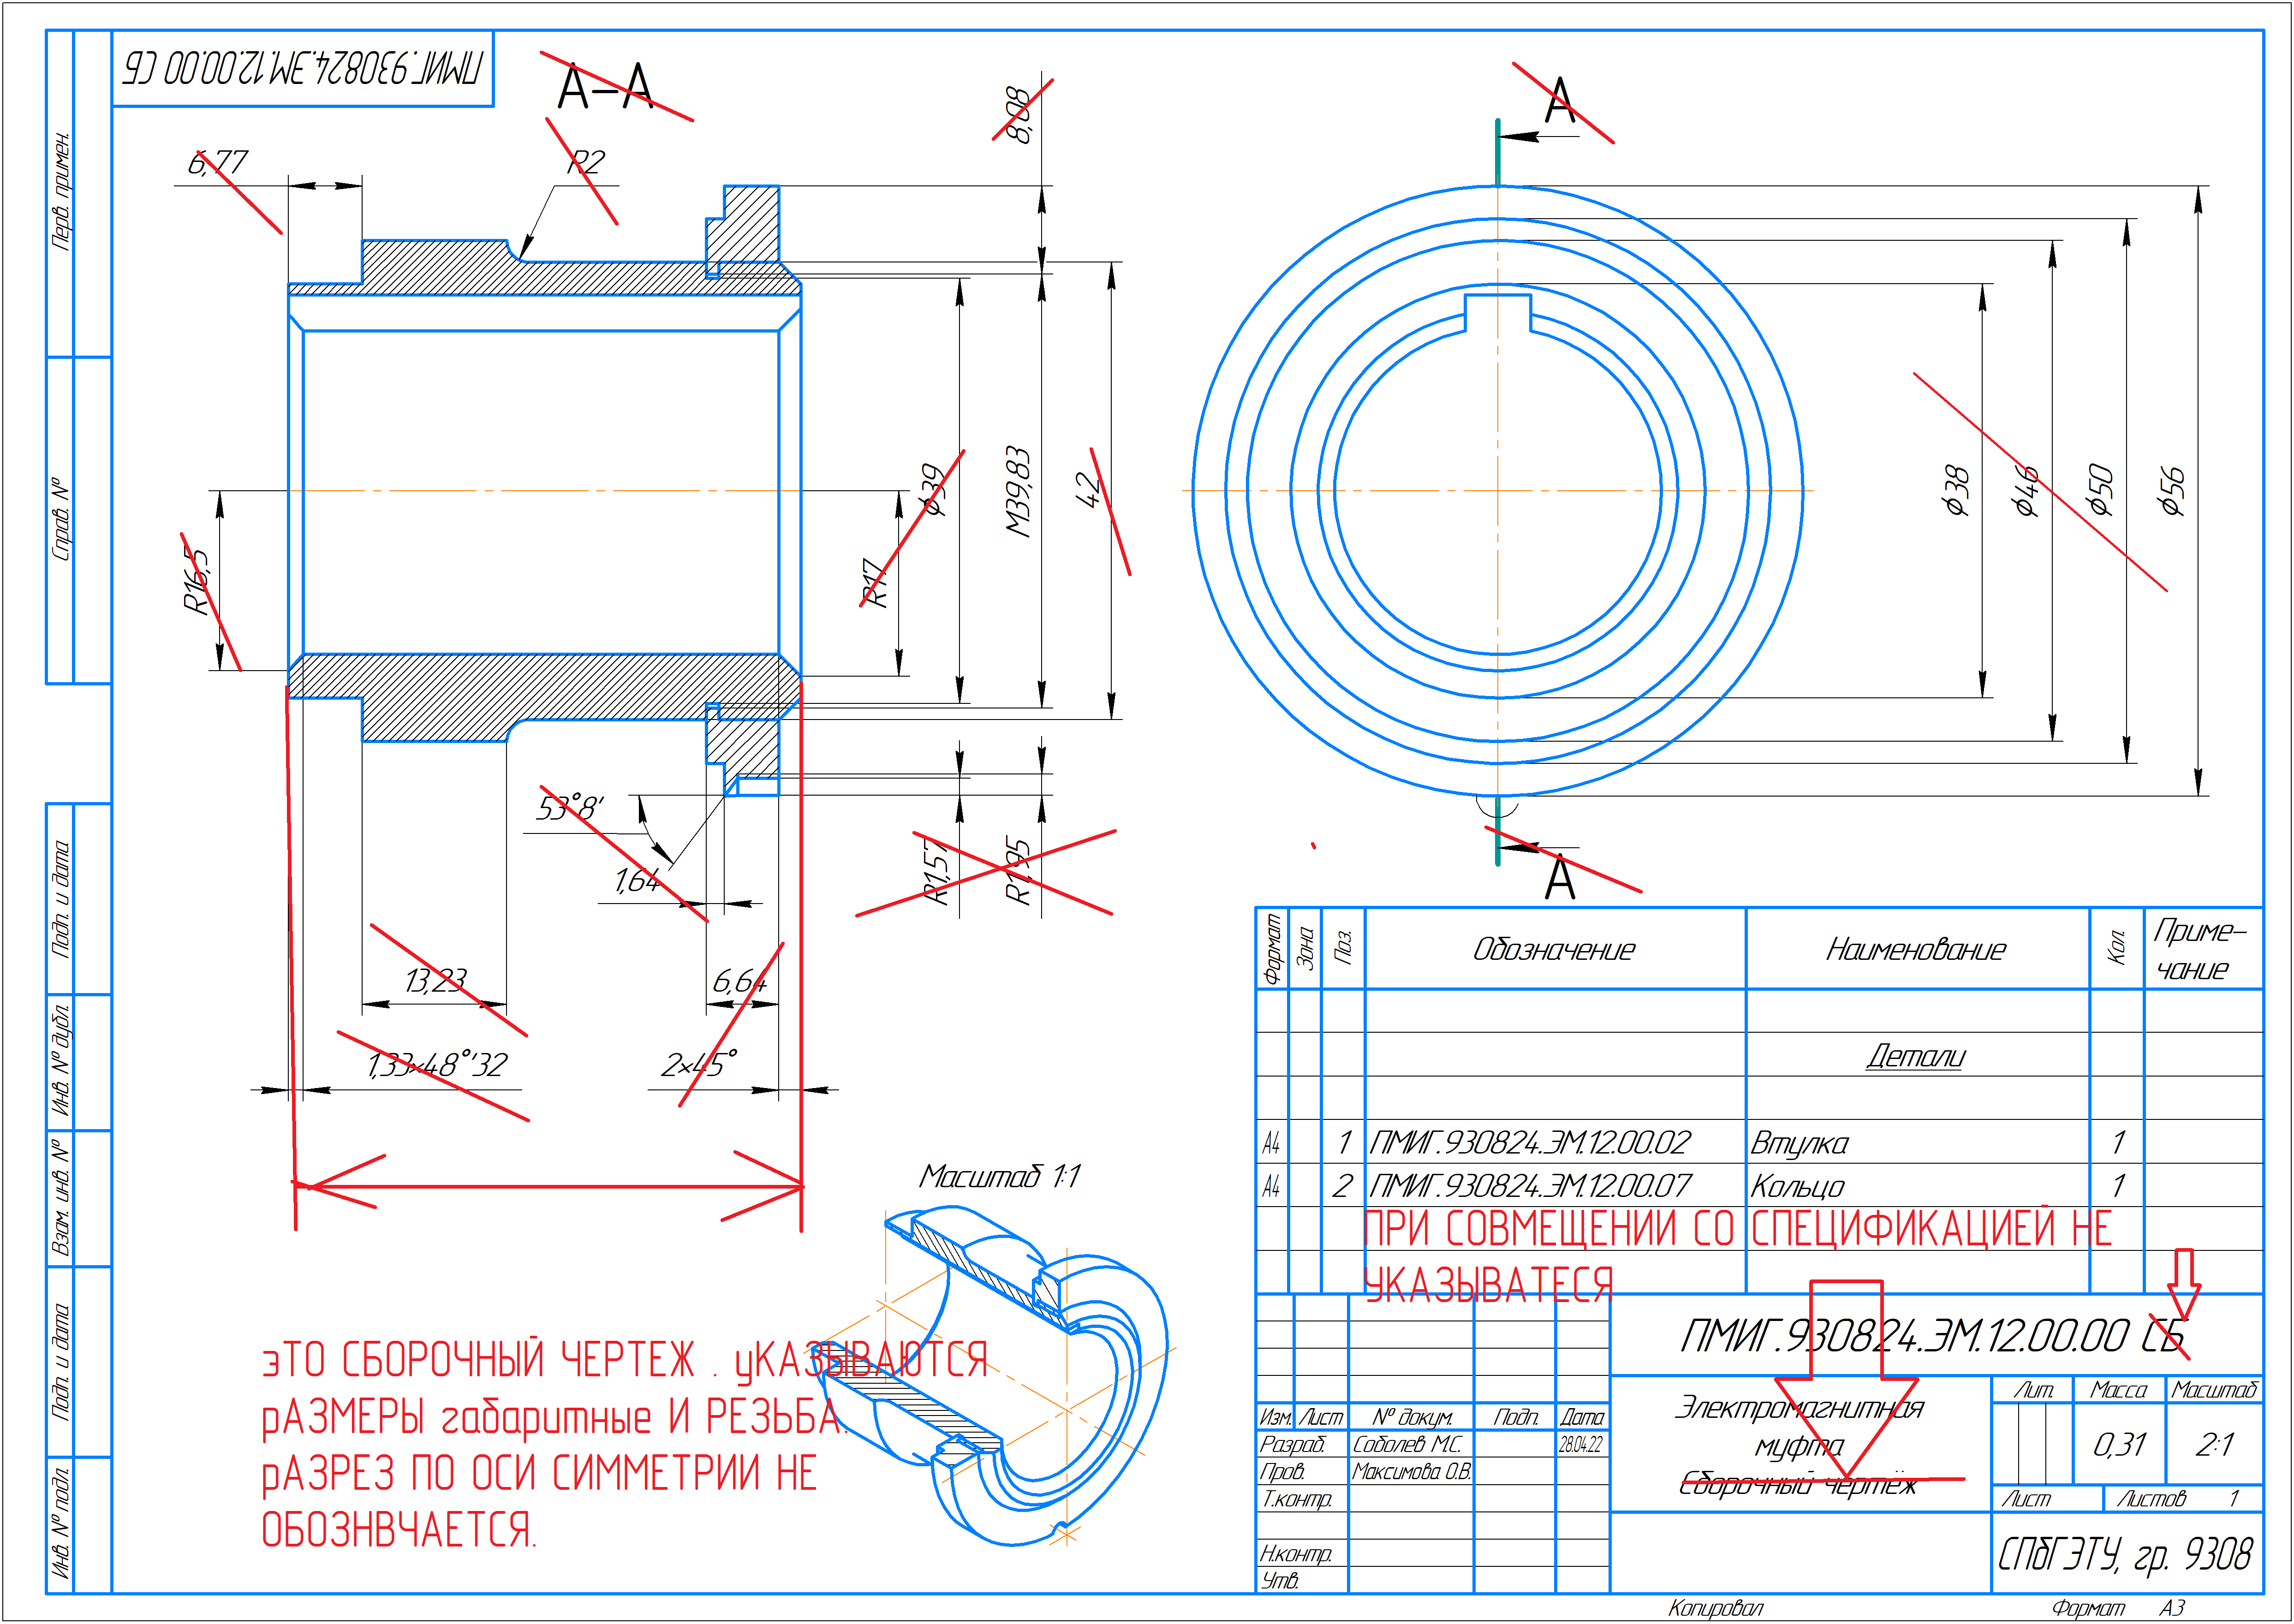 ПМИГ.930824.ЭМ.12.00.00 СБ
А-А
А
8,08
6,77
R2
Перв. примен.
Справ. №
R16,5
R17
ϕ39
М39,83
42
ϕ38
ϕ46
ϕ50
ϕ56
53°8'
1,64
R1,57
R1,95
А
13,23
6,64
1,33×48°'32
2×45°
Подп. и дата
Инв. № дубл.
Взам. инв. №
Подп. и дата
Инв. № подл.
Масштаб 1:1
эТО СБОРОЧНЫЙ ЧЕРТЕЖ . уКАЗЫВАЮТСЯ
рАЗМЕРЫ габаритные И РЕЗЬБА.
рАЗРЕЗ ПО ОСИ СИММЕТРИИ НЕ
ОБОЗНВЧАЕТСЯ.
Формат Зона Поз. Обозначение Наименование Кол. Приме-
чание
Детали
А4 1 ПМИГ.930824.ЭМ.12.00.02 Втулка 1
А4 2 ПМИГ.930824.ЭМ.12.00.07 Кольцо 1
ПРИ СОВМЕЩЕНИИ СО СПЕЦИФИКАЦИЕЙ НЕ
УКАЗЫВАТЕСЯ
ПМИГ.930824.ЭМ.12.00.00 СБ
Изм. Лист № докум. Подп. Дата
Разраб. Соболев М.С. 28.04.22
Пров. Максимова О.В.
Т.контр.
Н.контр.
Утв.
Электромагнитная
муфта
Сборочный чертёж
Лит. Масса Масштаб
0,31 2:1
Лист Листов 1
СПбГЭТУ, гр. 9308
Копировал Формат А3